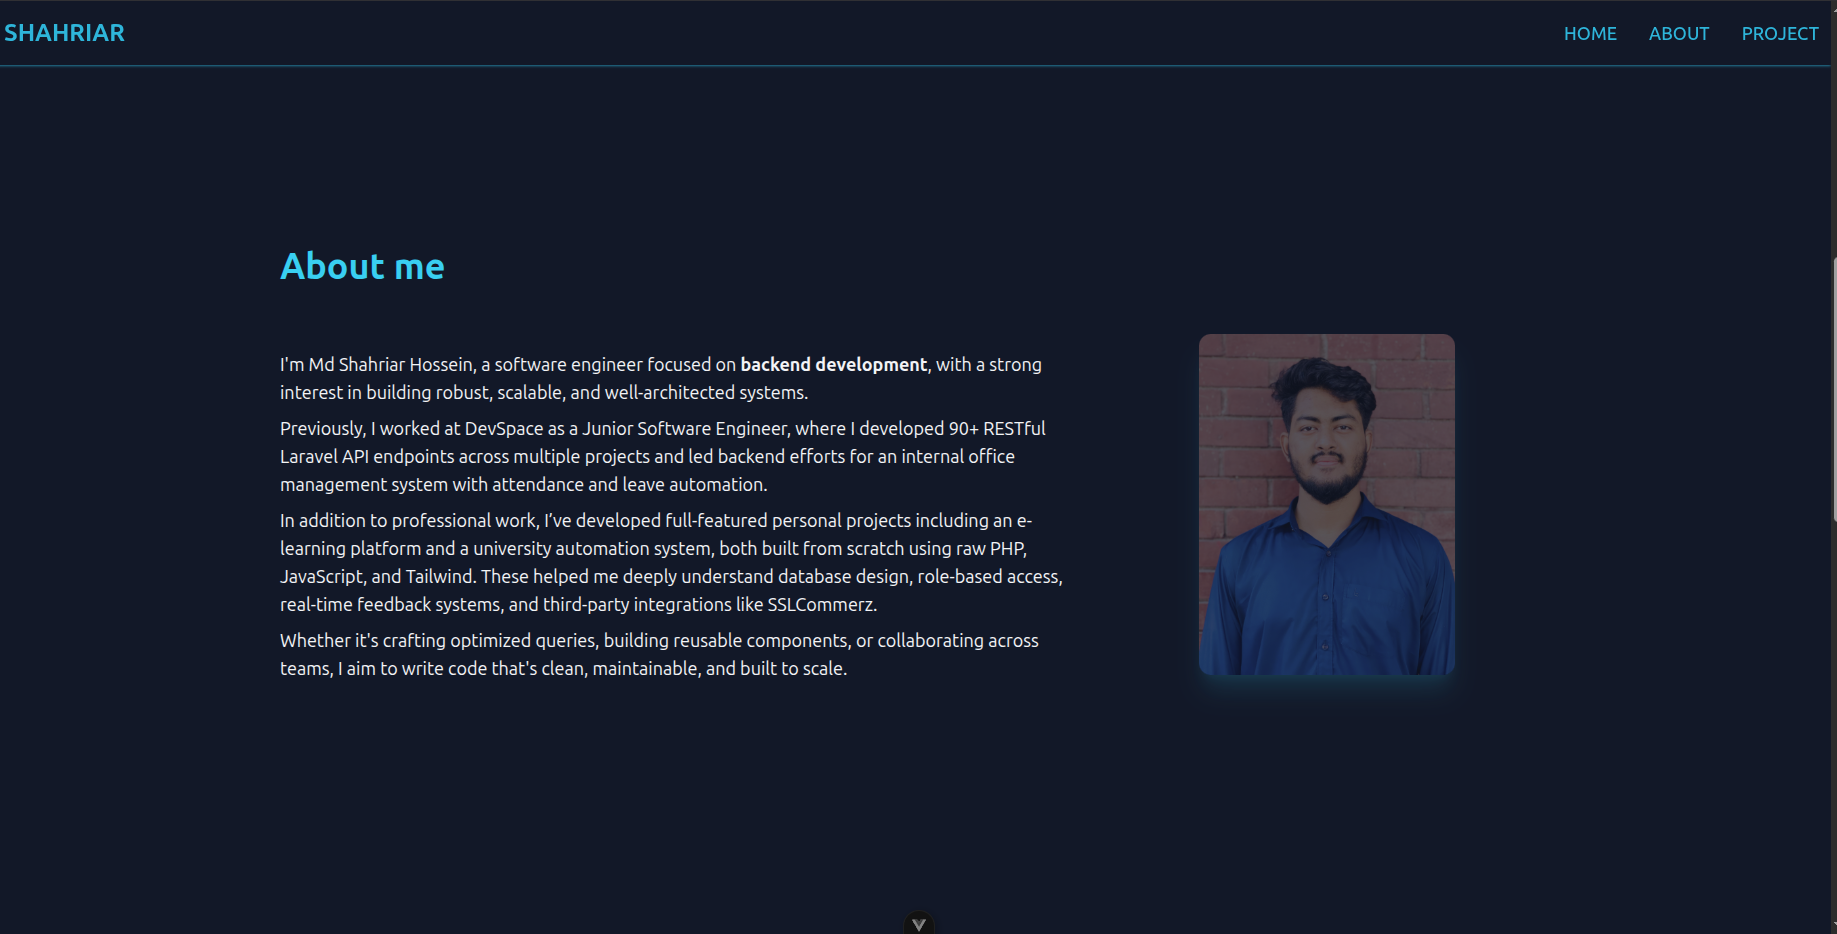 SHAHRIAR
HOME ABOUT PROJECT
About me
I'm Md Shahriar Hossein, a software engineer focused on backend development, with a strong
interest in building robust, scalable, and well-architected systems.
Previously, I worked at DevSpace as a Junior Software Engineer, where I developed 90+ RESTful
Laravel API endpoints across multiple projects and led backend efforts for an internal office
management system with attendance and leave automation.
In addition to professional work, I’ve developed full-featured personal projects including an e-
learning platform and a university automation system, both built from scratch using raw PHP,
JavaScript, and Tailwind. These helped me deeply understand database design, role-based access,
real-time feedback systems, and third-party integrations like SSLCommerz.
Whether it's crafting optimized queries, building reusable components, or collaborating across
teams, I aim to write code that's clean, maintainable, and built to scale.